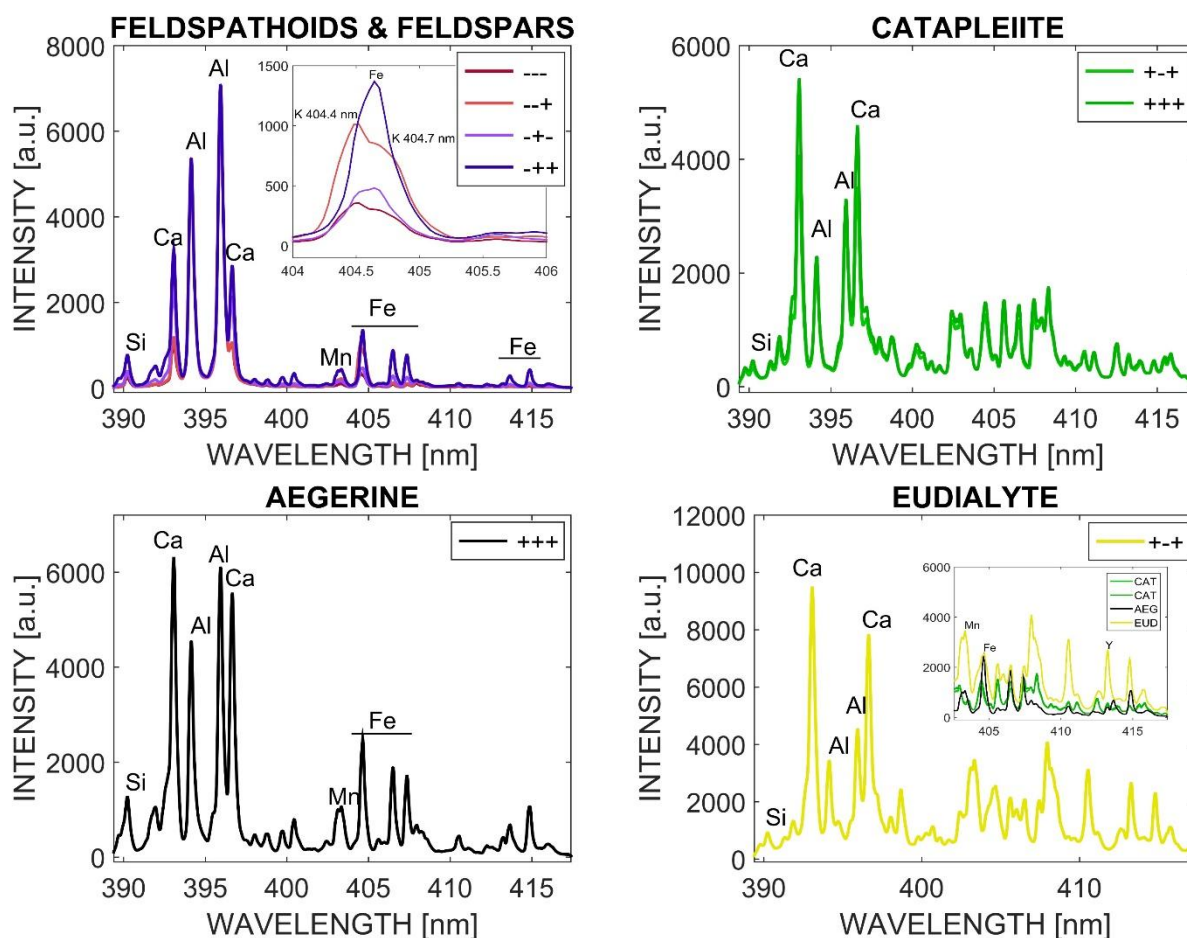 FELDSPATHOIDS & FELDSPARS
8000
6000
4000
2000
0
INTENSITY [a.u.]
Si
Ca
Al
Al
Ca
Mn
Fe
Fe
1500
1000
500
0
K 404.4 nm
Fe
K 404.7 nm
404
404.5
405
405.5
406
---
--+
-+-
-++
390
395
400
405
410
415
WAVELENGTH [nm]
CATAPLEIITE
6000
4000
2000
0
INTENSITY [a.u.]
Si
Ca
Al
Al
Ca
+-+
+++
390
395
400
405
410
415
WAVELENGTH [nm]
AEGERINE
6000
4000
2000
0
INTENSITY [a.u.]
Si
Ca
Al
Al
Ca
Mn
Fe
+++
390
395
400
405
410
415
WAVELENGTH [nm]
EUDIALYTE
12000
10000
8000
6000
4000
2000
0
INTENSITY [a.u.]
Si
Ca
Al
Al
Ca
+-+
6000
4000
2000
0
Mn
Fe
Y
CAT
CAT
AEG
EUD
405
410
415
390
400
410
WAVELENGTH [nm]